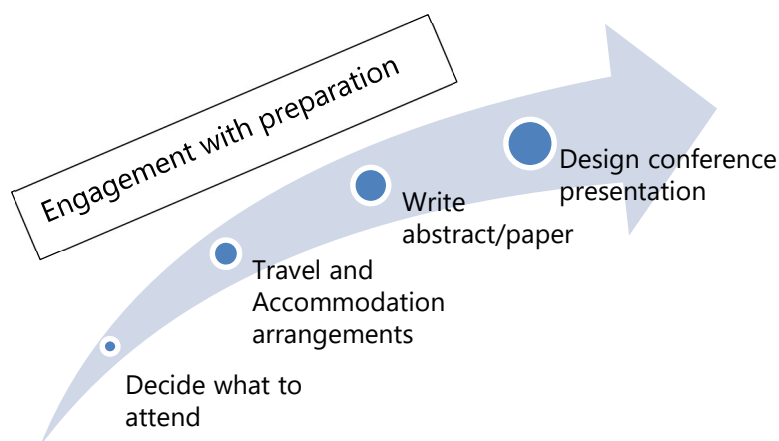 Engagement with preparation
Design conference
presentation
Write
abstract/paper
Travel and
Accommodation
arrangements
Decide what to
attend